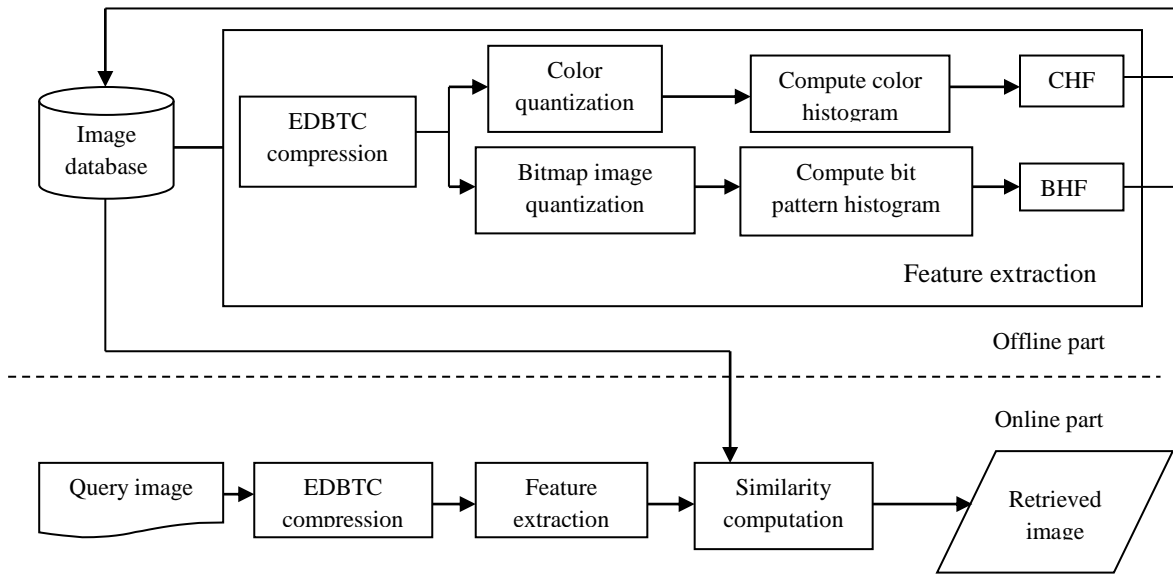 Image
database
EDBTC
compression
Color
quantization
Compute color
histogram
CHF
Bitmap image
quantization
Compute bit
pattern histogram
BHF
Feature extraction
Offline part
Online part
Query image
EDBTC
compression
Feature
extraction
Similarity
computation
Retrieved
image